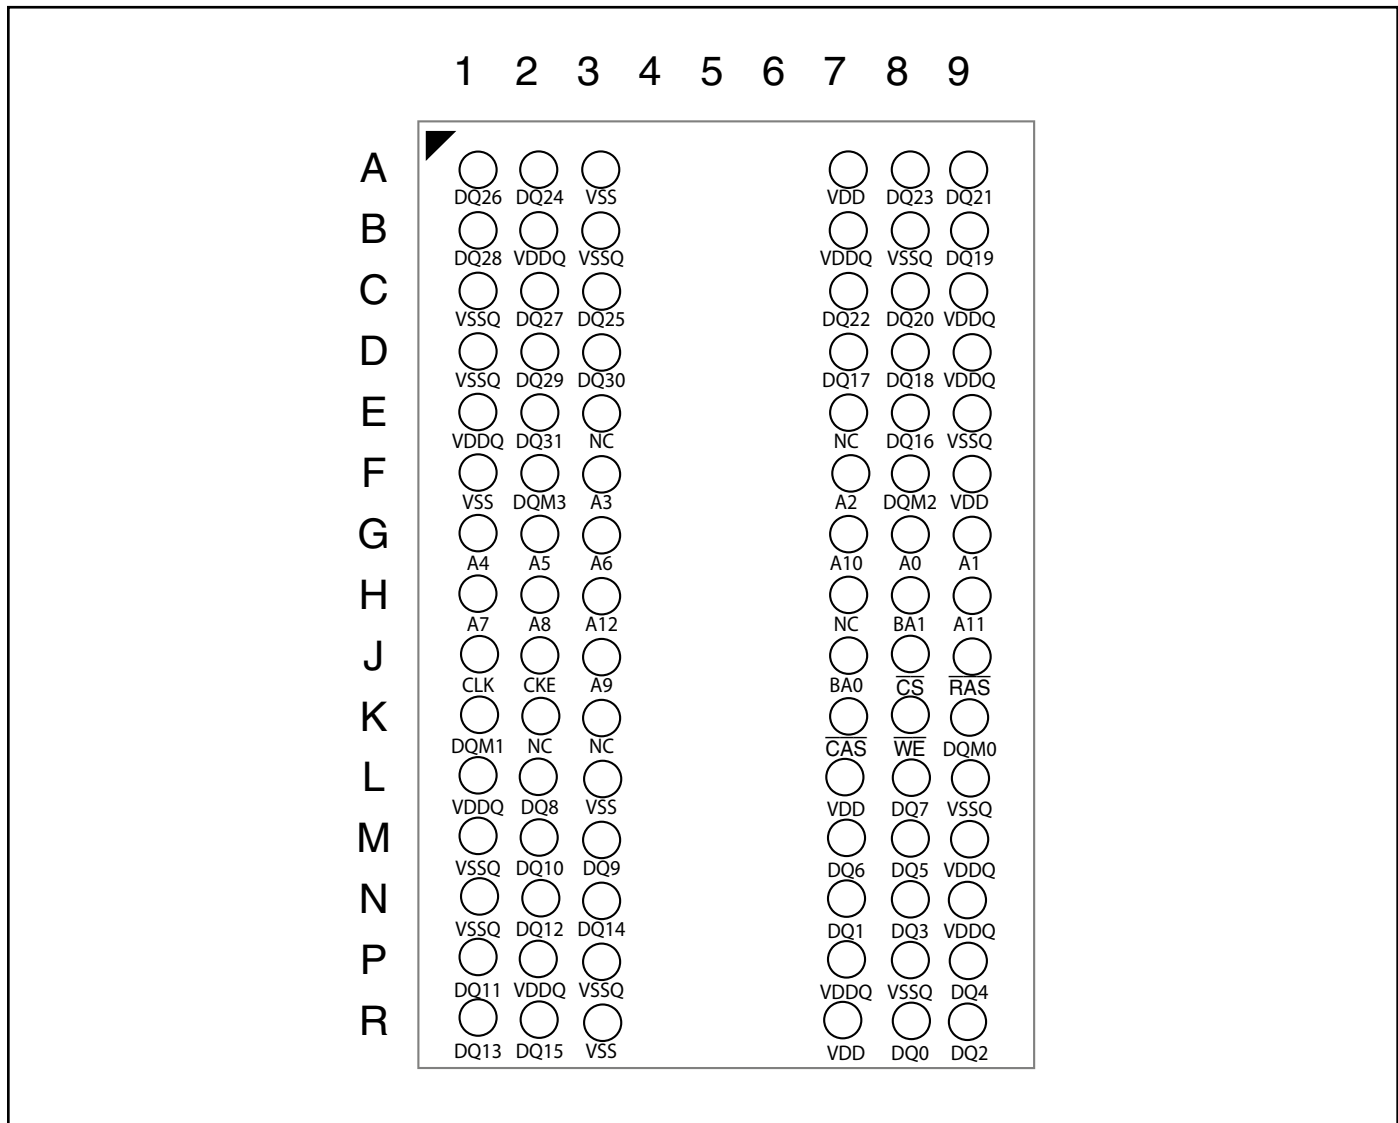 1 2 3 4 5 6 7 8 9
A
DQ26 DQ24 VSS VDD DQ23 DQ21
B
DQ28 VDDQ VSSQ VDDQ VSSQ DQ19
C
VSSQ DQ27 DQ25 DQ22 DQ20 VDDQ
D
VSSQ DQ29 DQ30 DQ17 DQ18 VDDQ
E
VDDQ DQ31 NC NC DQ16 VSSQ
F
VSS DQM3 A3 A2 DQM2 VDD
G
A4 A5 A6 A10 A0 A1
H
A7 A8 A12 NC BA1 A11
J
CLK CKE A9 BA0 C̅S̅ R̅A̅S̅
K
DQM1 NC NC C̅A̅S̅ W̅E̅ DQM0
L
VDDQ DQ8 VSS VDD DQ7 VSSQ
M
VSSQ DQ10 DQ9 DQ6 DQ5 VDDQ
N
VSSQ DQ12 DQ14 DQ1 DQ3 VDDQ
P
DQ11 VDDQ VSSQ VDDQ VSSQ DQ4
R
DQ13 DQ15 VSS VDD DQ0 DQ2